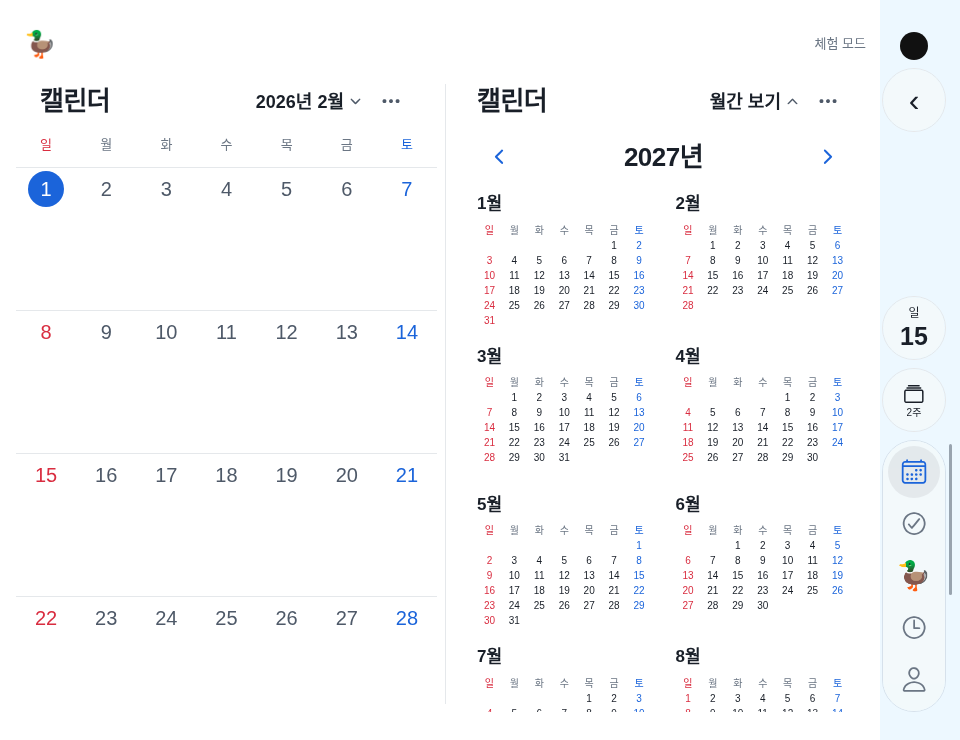 체험 모드
캘린더
2026년 2월
일 월 화 수 목 금 토
1 2 3 4 5 6 7
8 9 10 11 12 13 14
15 16 17 18 19 20 21
22 23 24 25 26 27 28
캘린더
월간 보기
2027년
1월
일 월 화 수 목 금 토
1 2
3 4 5 6 7 8 9
10 11 12 13 14 15 16
17 18 19 20 21 22 23
24 25 26 27 28 29 30
31
2월
일 월 화 수 목 금 토
1 2 3 4 5 6
7 8 9 10 11 12 13
14 15 16 17 18 19 20
21 22 23 24 25 26 27
28
3월
일 월 화 수 목 금 토
1 2 3 4 5 6
7 8 9 10 11 12 13
14 15 16 17 18 19 20
21 22 23 24 25 26 27
28 29 30 31
4월
일 월 화 수 목 금 토
1 2 3
4 5 6 7 8 9 10
11 12 13 14 15 16 17
18 19 20 21 22 23 24
25 26 27 28 29 30
5월
일 월 화 수 목 금 토
1
2 3 4 5 6 7 8
9 10 11 12 13 14 15
16 17 18 19 20 21 22
23 24 25 26 27 28 29
30 31
6월
일 월 화 수 목 금 토
1 2 3 4 5
6 7 8 9 10 11 12
13 14 15 16 17 18 19
20 21 22 23 24 25 26
27 28 29 30
7월
일 월 화 수 목 금 토
1 2 3
8월
일 월 화 수 목 금 토
1 2 3 4 5 6 7
일
15
2주